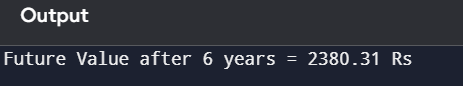 Output
Future Value after 6 years = 2380.31 Rs